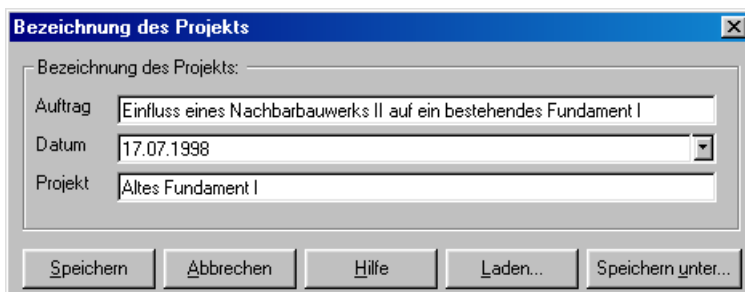 Bezeichnung des Projekts
Bezeichnung des Projekts:
Auftrag Einfluss eines Nachbarbauwerks II auf ein bestehendes Fundament I
Datum 17.07.1998
Projekt Altes Fundament I
Speichern Abbrechen Hilfe Laden... Speichern unter...